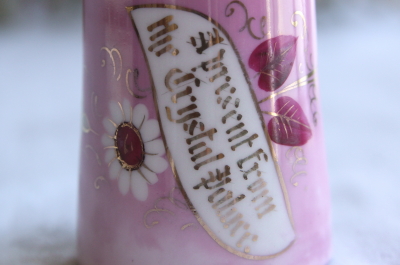 A present from
the Crystal Palace.